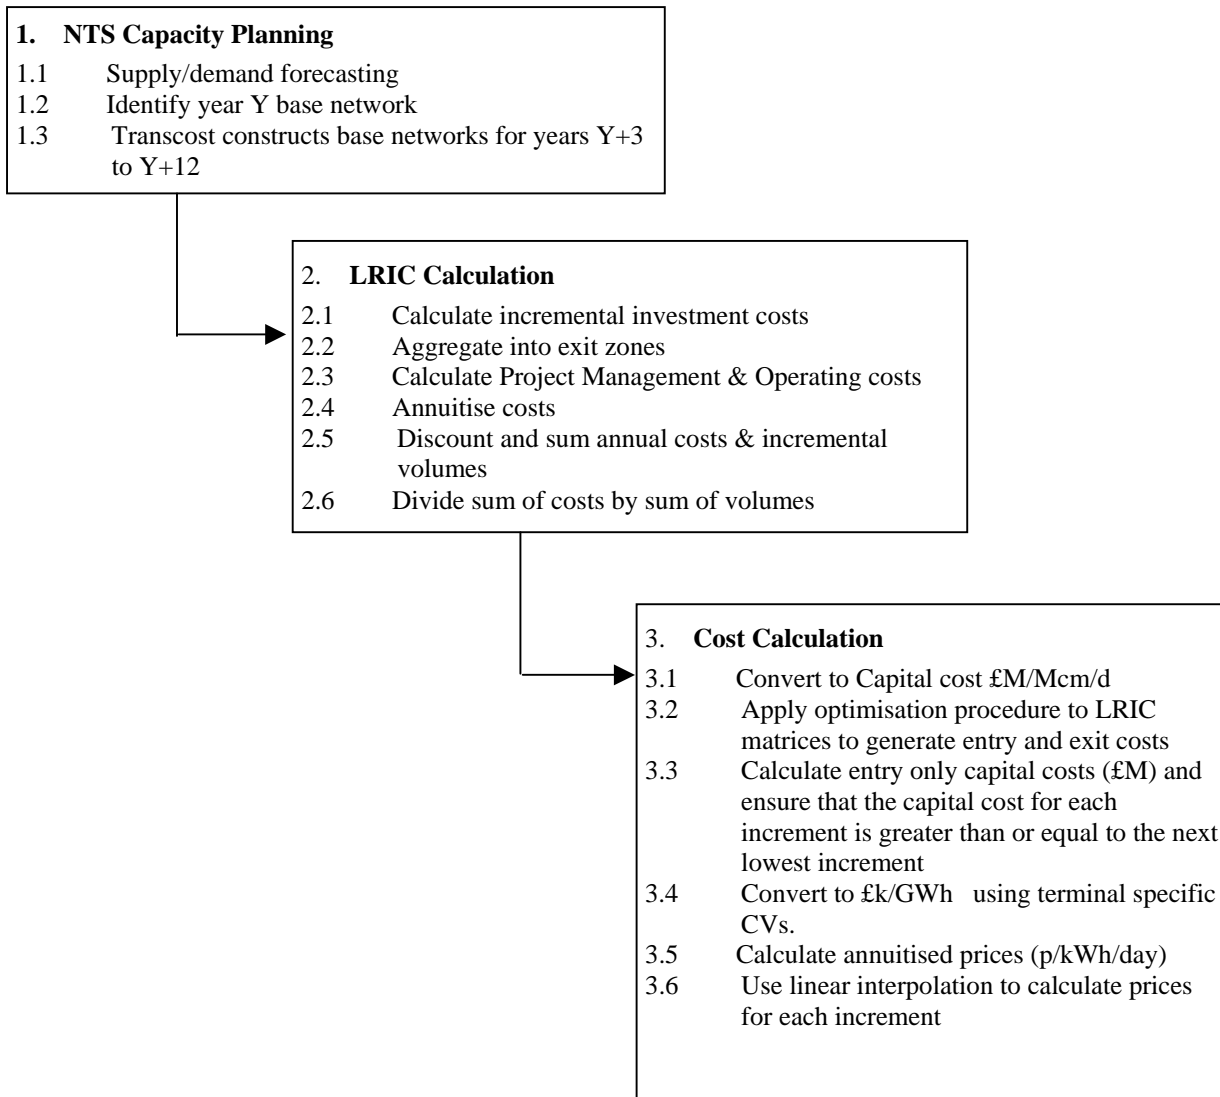 1. NTS Capacity Planning
1.1 Supply/demand forecasting
1.2 Identify year Y base network
1.3 Transcost constructs base networks for years Y+3
to Y+12
2. LRIC Calculation
2.1 Calculate incremental investment costs
2.2 Aggregate into exit zones
2.3 Calculate Project Management & Operating costs
2.4 Annuitise costs
2.5 Discount and sum annual costs & incremental
volumes
2.6 Divide sum of costs by sum of volumes
3. Cost Calculation
3.1 Convert to Capital cost £M/Mcm/d
3.2 Apply optimisation procedure to LRIC
matrices to generate entry and exit costs
3.3 Calculate entry only capital costs (£M) and
ensure that the capital cost for each
increment is greater than or equal to the next
lowest increment
3.4 Convert to £k/GWh using terminal specific
CVs.
3.5 Calculate annuitised prices (p/kWh/day)
3.6 Use linear interpolation to calculate prices
for each increment